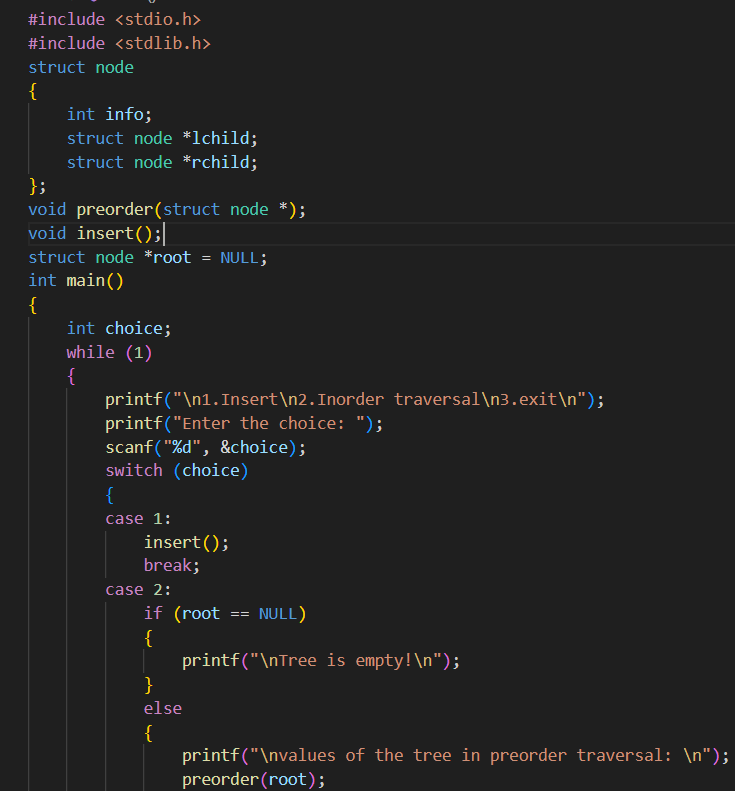 #include <stdio.h>
#include <stdlib.h>
struct node
{
    int info;
    struct node *lchild;
    struct node *rchild;
};
void preorder(struct node *);
void insert();
struct node *root = NULL;
int main()
{
    int choice;
    while (1)
    {
        printf("\n1.Insert\n2.Inorder traversal\n3.exit\n");
        printf("Enter the choice: ");
        scanf("%d", &choice);
        switch (choice)
        {
        case 1:
            insert();
            break;
        case 2:
            if (root == NULL)
            {
                printf("\nTree is empty!\n");
            }
            else
            {
                printf("\nvalues of the tree in preorder traversal: \n");
                preorder(root);